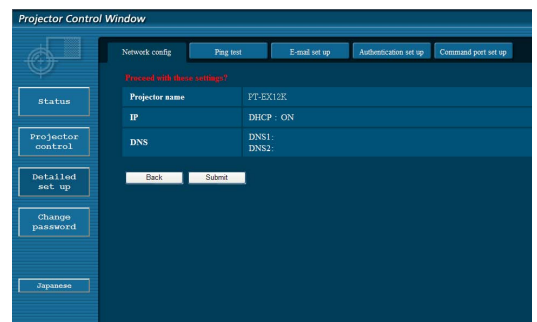 Projector Control Window
Network config
Ping test
E-mail set up
Authentication set up
Command port set up
Proceed with these settings?
Status
Projector name
PT-EX12K
IP
DHCP : ON
Projector
control
DNS
DNS1:
DNS2:
Detailed
set up
Back
Submit
Change
password
Japanese